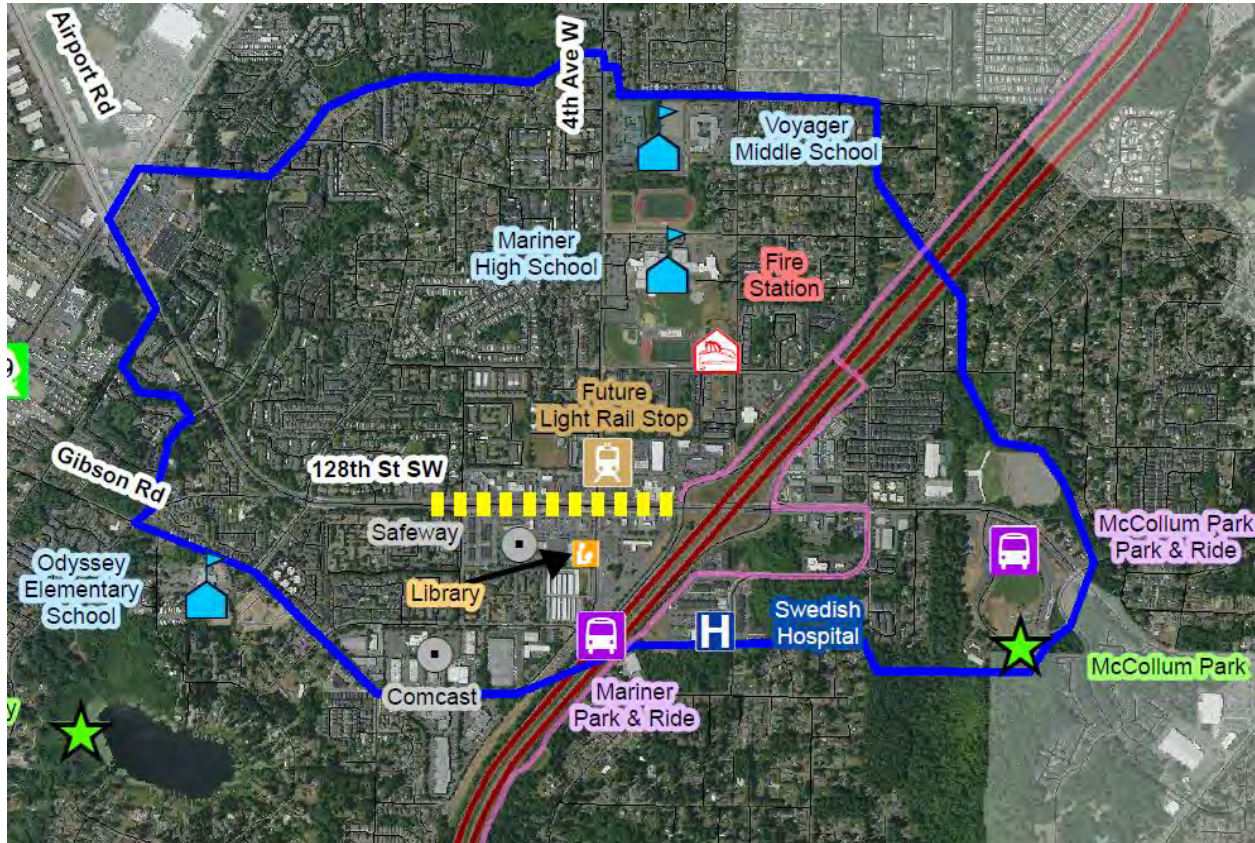 Airport Rd
4th Ave W
Voyager
Middle School
Mariner
High School
Fire
Station
Future
Light Rail Stop
128th St SW
Gibson Rd
Safeway
Odyssey
Elementary
School
Library
McCollum Park
Park & Ride
Swedish
Hospital
H
McCollum Park
Comcast
Mariner
Park & Ride
9
y